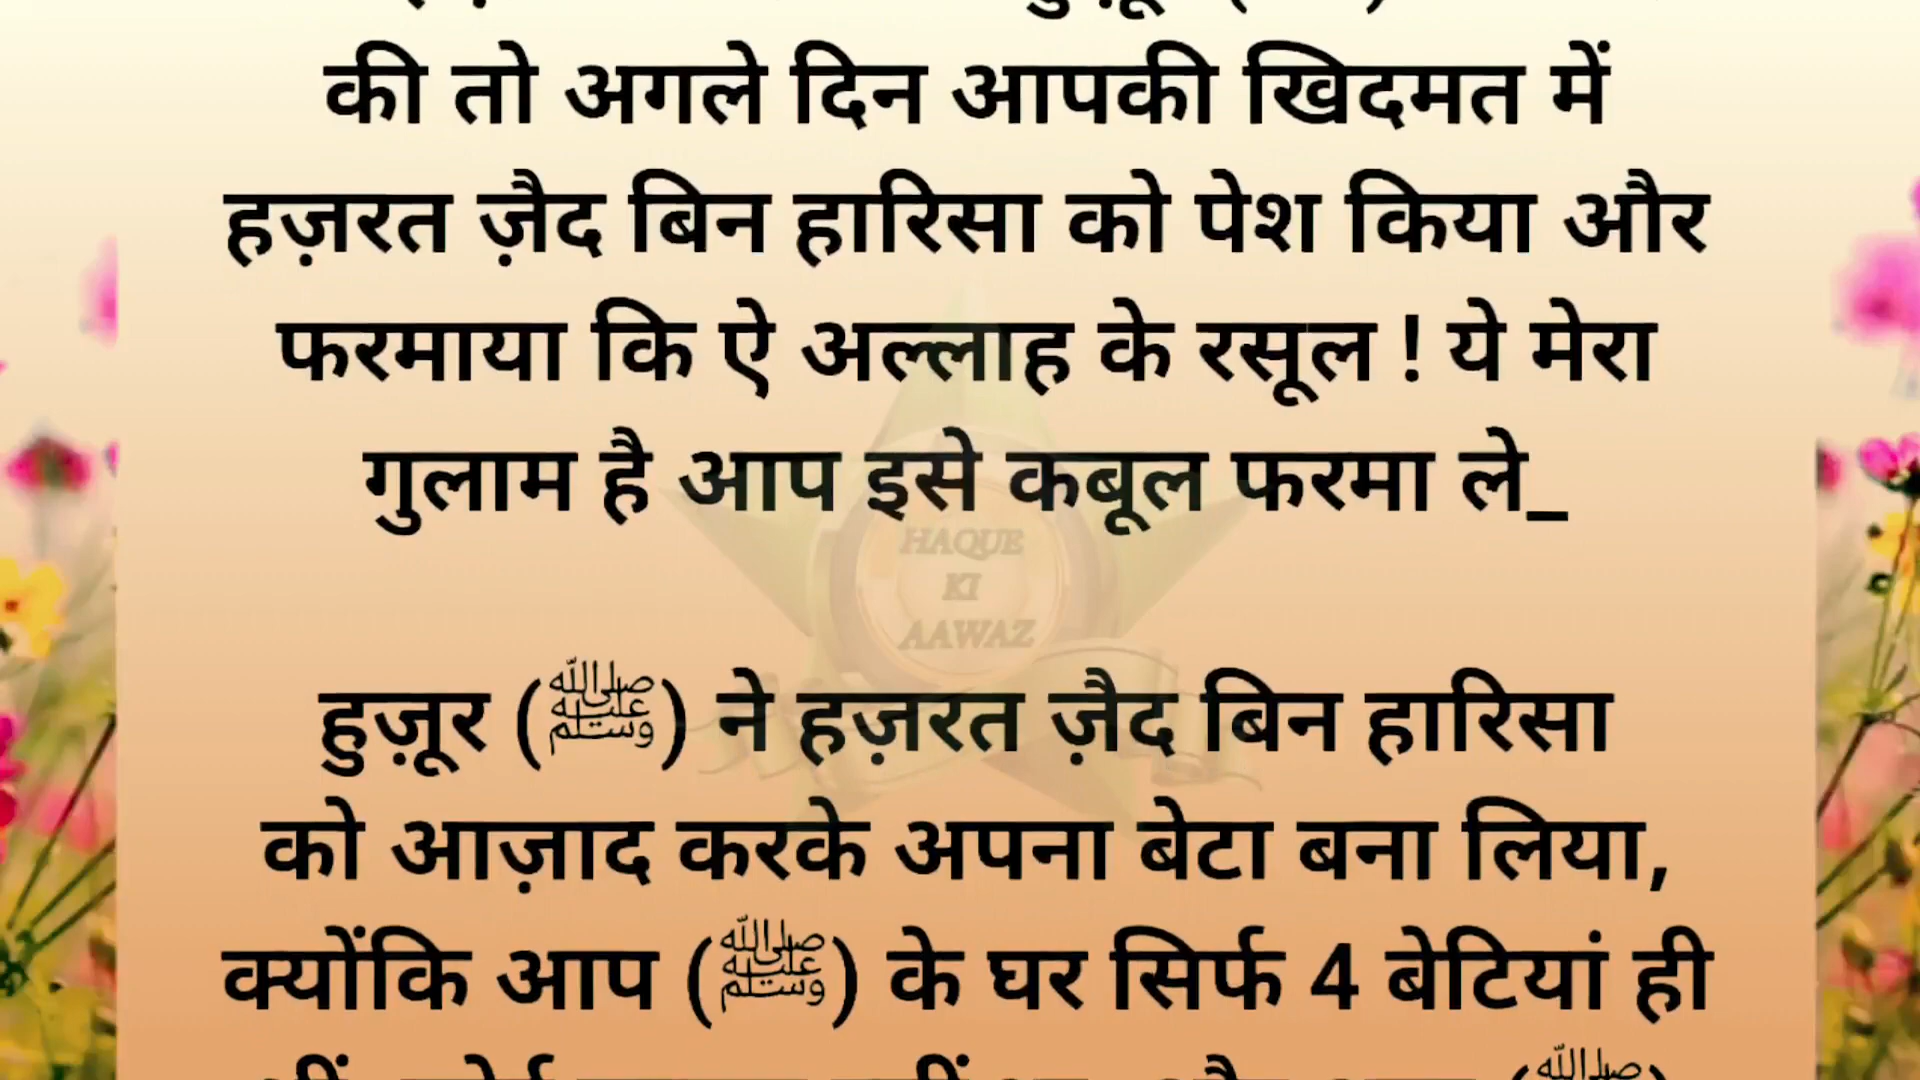 की तो अगले दिन आपकी खिदमत में
हज़रत ज़ैद बिन हारिसा को पेश किया और
फरमाया कि ऐ अल्लाह के रसूल ! ये मेरा
गुलाम है आप इसे कबूल फरमा ले_
HAQUE
KI
AAWAZ
हुज़ूर (ﷺ) ने हज़रत ज़ैद बिन हारिसा
को आज़ाद करके अपना बेटा बना लिया,
क्योंकि आप (ﷺ) के घर सिर्फ 4 बेटियां ही